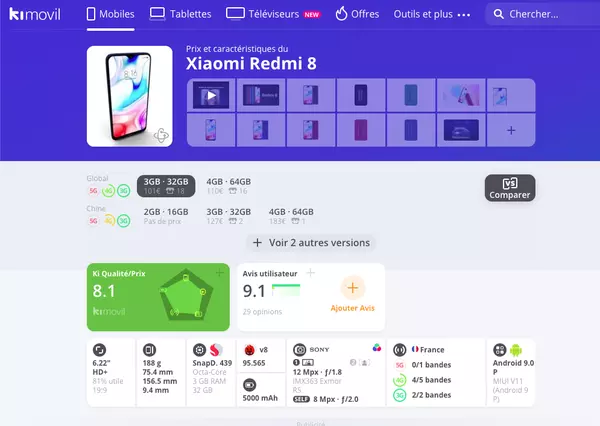 kimovil
Mobiles
Tablettes
Téléviseurs NEW
Offres
Outils et plus
Chercher...
Prix et caractéristiques du
Xiaomi Redmi 8
Global
5G 4G 3G
3GB · 32GB
101€ 18
4GB · 64GB
110€ 16
VS
Comparer
Chine
5G 4G 3G
2GB · 16GB
Pas de prix
3GB · 32GB
127€ 2
4GB · 64GB
183€ 1
+ Voir 2 autres versions
Ki Qualité/Prix
8.1
kimovil
Avis utilisateur
9.1
29 opinions
Ajouter Avis
6.22"
HD+
81% utile
19:9
188 g
75.4 mm
156.5 mm
9.4 mm
SnapD. 439
Octa-Core
3 GB RAM
32 GB
v8
95.565
5000 mAh
SONY
1
2
12 Mpx · ƒ/1.8
IMX363 Exmor
RS
SELF 8 Mpx · ƒ/2.0
France
5G 0/1 bandes
4G 4/5 bandes
3G 2/2 bandes
Android 9.0
P
MIUI V11
(Android 9
P)
Publicité